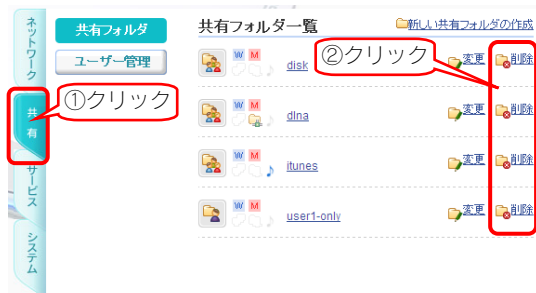 ネットワーク
共有
サービス
システム
共有フォルダ
ユーザー管理
①クリック
共有フォルダ一覧
新しい共有フォルダの作成
②クリック
W M
disk
変更
削除
W M
dlna
変更
削除
W M
itunes
変更
削除
W M
user1-only
変更
削除